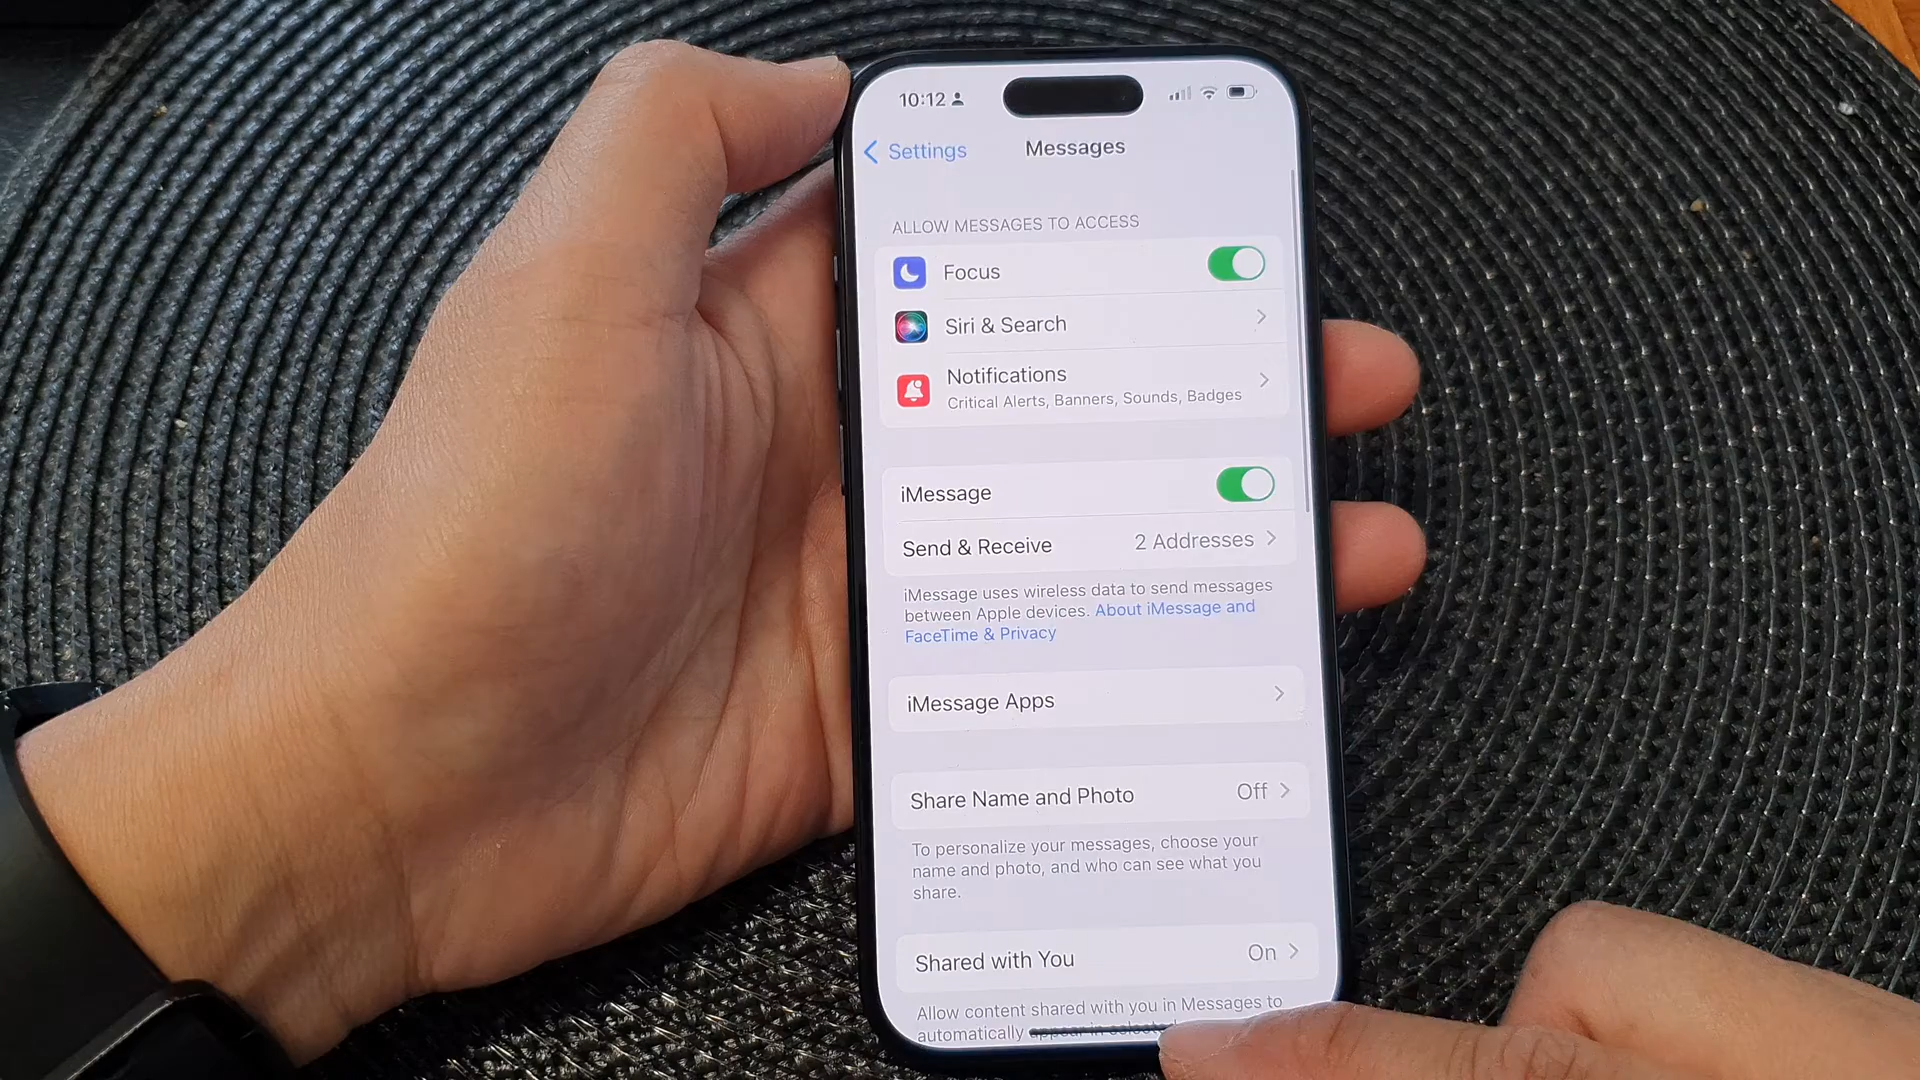 10:12
Settings
Messages
ALLOW MESSAGES TO ACCESS
Focus
Siri & Search
Notifications
Critical Alerts, Banners, Sounds, Badges
iMessage
Send & Receive 2 Addresses
iMessage uses wireless data to send messages
between Apple devices. About iMessage and
FaceTime & Privacy
iMessage Apps
Share Name and Photo Off
To personalize your messages, choose your
name and photo, and who can see what you
share.
Shared with You On
Allow content shared with you in Messages to
automatically appear in